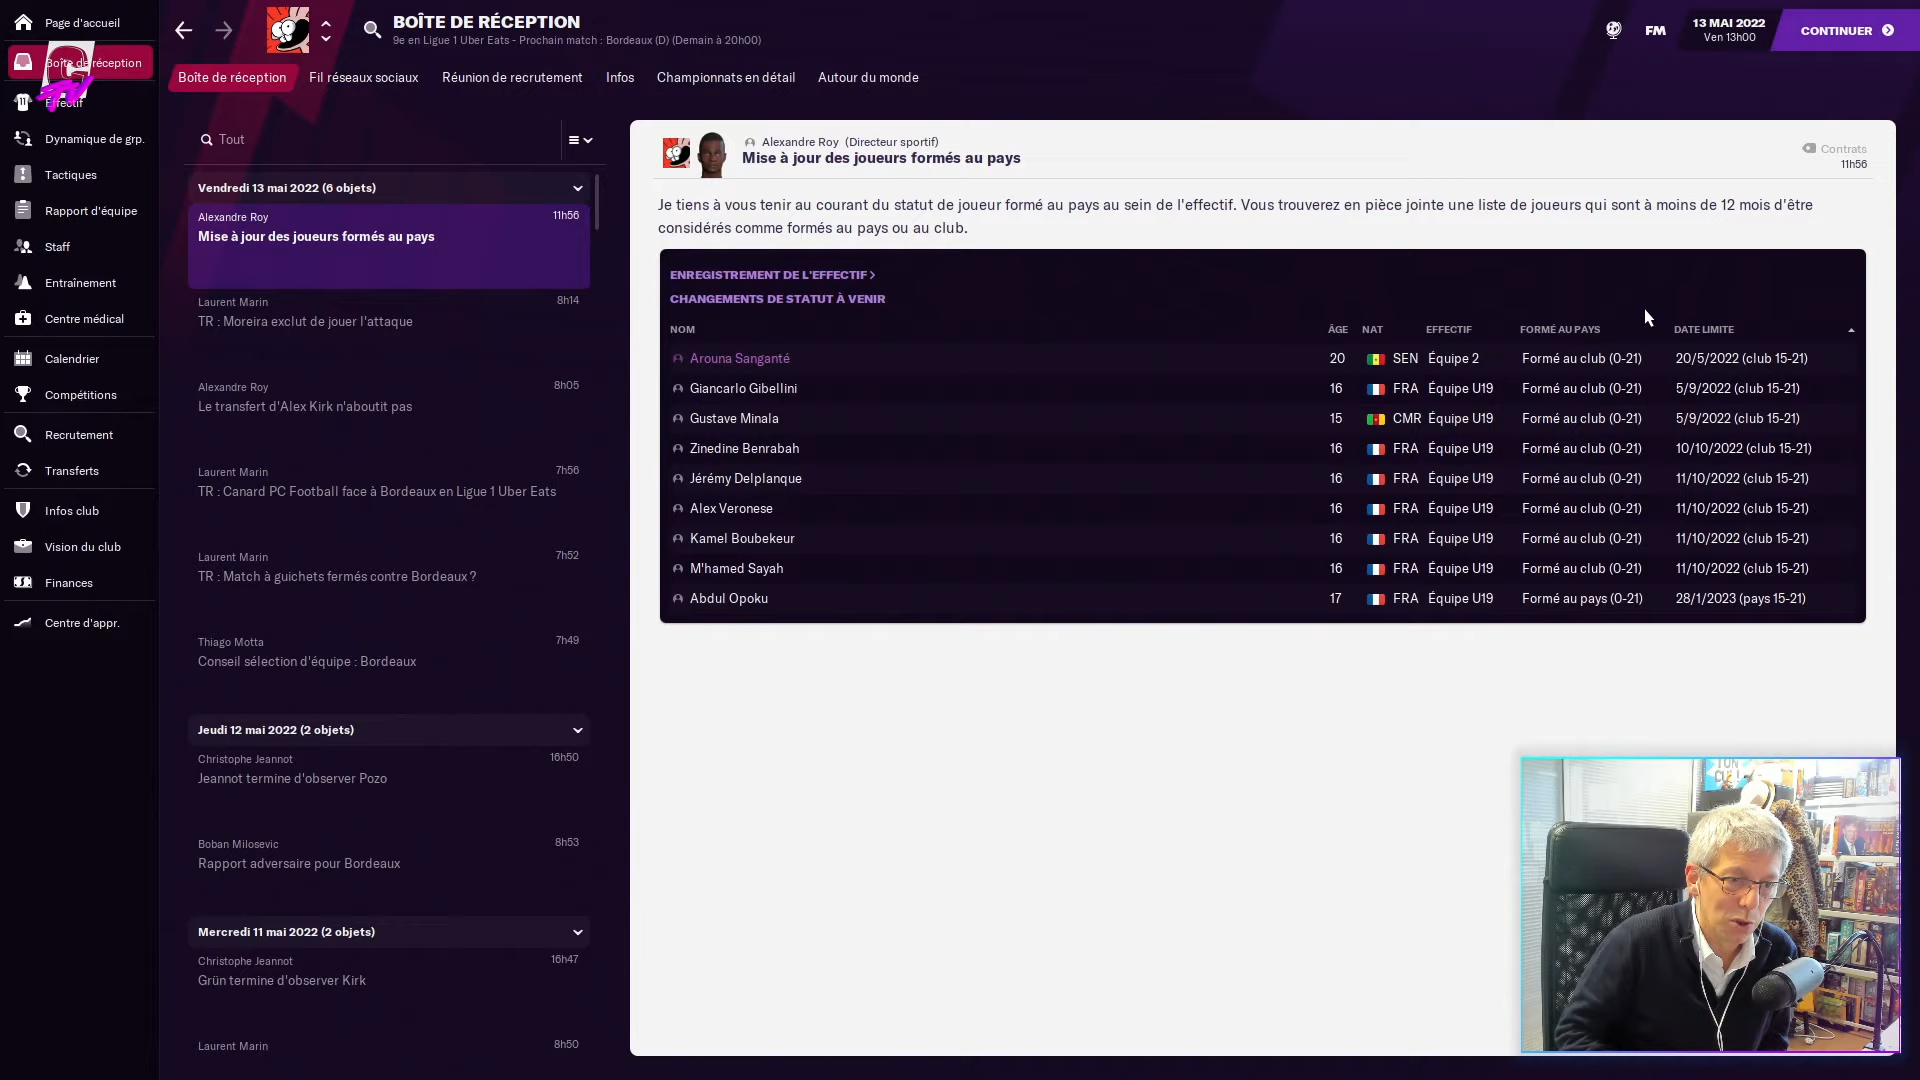 Page d'accueil
Boîte de réception
Effectif
Dynamique de grp.
Tactiques
Rapport d'équipe
Staff
Entraînement
Centre médical
Calendrier
Compétitions
Recrutement
Transferts
Infos club
Vision du club
Finances
Centre d'appr.
BOÎTE DE RÉCEPTION
9e en Ligne 1 Uber Eats - Prochain match : Bordeaux (D) (Demain à 20h00)
FM
13 MAI 2022
Ven 13h00
CONTINUER
Boîte de réception Fil réseaux sociaux Réunion de recrutement Infos Championnats en détail Autour du monde
Tout
Vendredi 13 mai 2022 (6 objets)
Alexandre Roy 11h56
Mise à jour des joueurs formés au pays
Laurent Marin 8h14
TR : Moreira exclut de jouer l'attaque
Alexandre Roy 8h05
Le transfert d'Alex Kirk n'aboutit pas
Laurent Marin 7h56
TR : Canard PC Football face à Bordeaux en Ligue 1 Uber Eats
Laurent Marin 7h52
TR : Match à guichets fermés contre Bordeaux ?
Thiago Motta 7h49
Conseil sélection d'équipe : Bordeaux
Jeudi 12 mai 2022 (2 objets)
Christophe Jeannot 16h50
Jeannot termine d'observer Pozo
Boban Milosevic 8h53
Rapport adversaire pour Bordeaux
Mercredi 11 mai 2022 (2 objets)
Christophe Jeannot 16h47
Grün termine d'observer Kirk
Laurent Marin 8h50
Alexandre Roy (Directeur sportif)
Mise à jour des joueurs formés au pays
Contrats
11h56
Je tiens à vous tenir au courant du statut de joueur formé au pays au sein de l'effectif. Vous trouverez en pièce jointe une liste de joueurs qui sont à moins de 12 mois d'être
considérés comme formés au pays ou au club.
ENREGISTREMENT DE L'EFFECTIF >
CHANGEMENTS DE STATUT À VENIR
NOM ÂGE NAT EFFECTIF FORMÉ AU PAYS DATE LIMITE
Arouna Sanganté 20 SEN Équipe 2 Formé au club (0-21) 20/5/2022 (club 15-21)
Giancarlo Gibellini 16 FRA Équipe U19 Formé au club (0-21) 5/9/2022 (club 15-21)
Gustave Minala 15 CMR Équipe U19 Formé au club (0-21) 5/9/2022 (club 15-21)
Zinedine Benrabah 16 FRA Équipe U19 Formé au club (0-21) 10/10/2022 (club 15-21)
Jérémy Delplanque 16 FRA Équipe U19 Formé au club (0-21) 11/10/2022 (club 15-21)
Alex Veronese 16 FRA Équipe U19 Formé au club (0-21) 11/10/2022 (club 15-21)
Kamel Boubekeur 16 FRA Équipe U19 Formé au club (0-21) 11/10/2022 (club 15-21)
M'hamed Sayah 16 FRA Équipe U19 Formé au club (0-21) 11/10/2022 (club 15-21)
Abdul Opoku 17 FRA Équipe U19 Formé au pays (0-21) 28/1/2023 (pays 15-21)